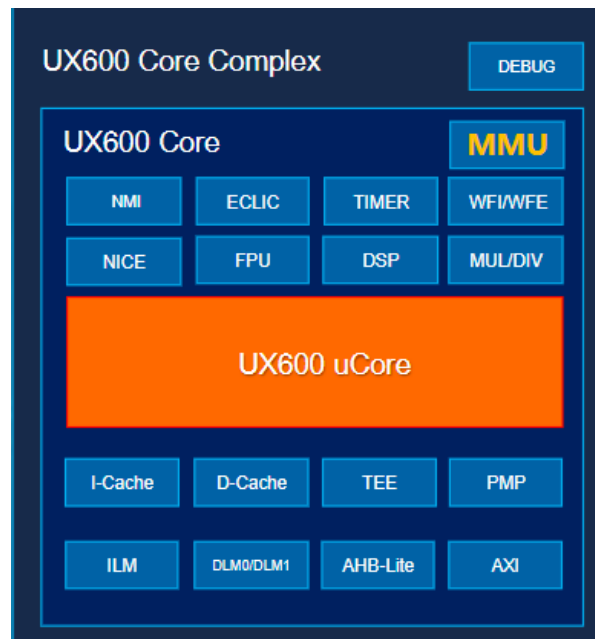 UX600 Core Complex
DEBUG
UX600 Core
MMU
NMI
ECLIC
TIMER
WFI/WFE
NICE
FPU
DSP
MUL/DIV
UX600 uCore
I-Cache
D-Cache
TEE
PMP
ILM
DLM0/DLM1
AHB-Lite
AXI